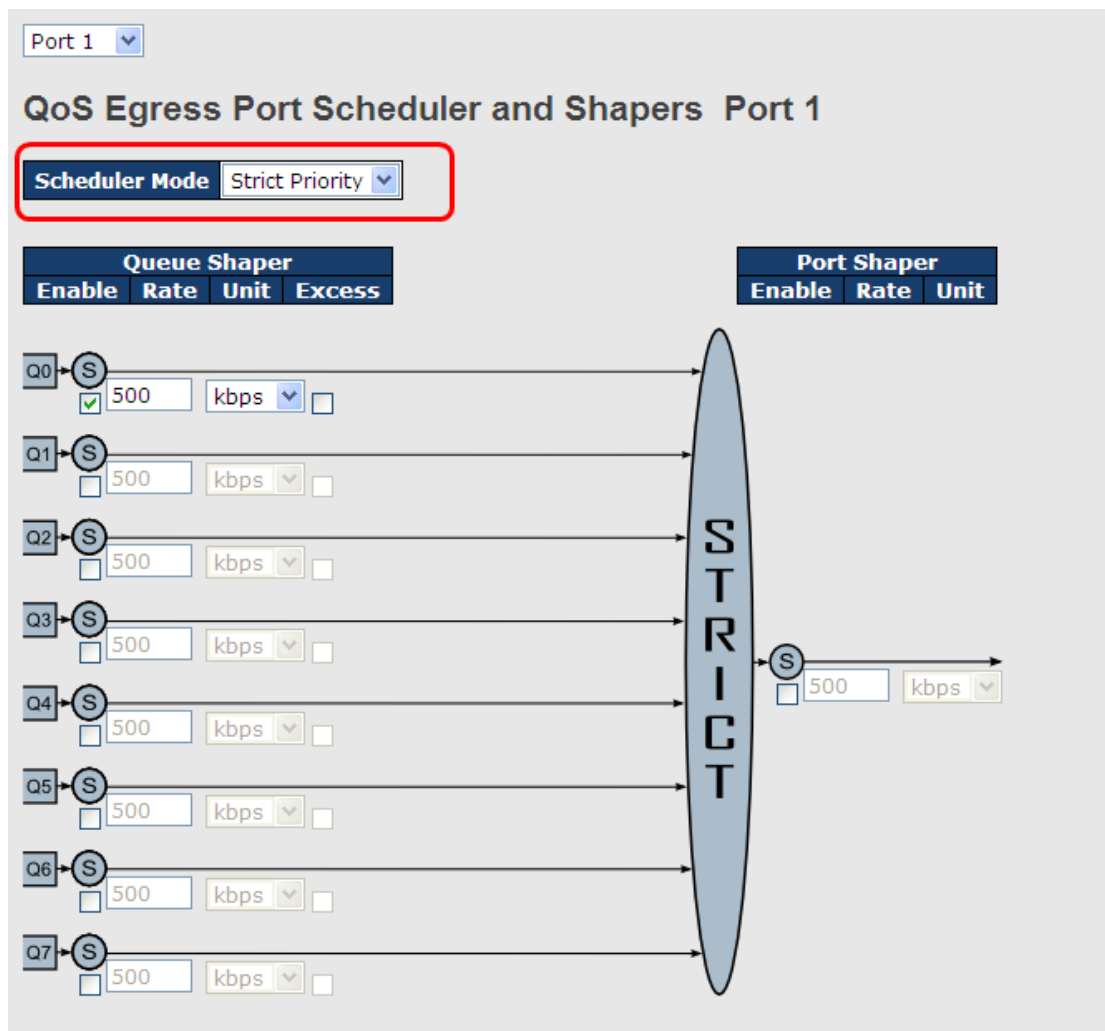 Port 1
QoS Egress Port Scheduler and Shapers Port 1
Scheduler Mode Strict Priority
Queue Shaper
Enable Rate Unit Excess
Port Shaper
Enable Rate Unit
Q0 S
500 kbps
Q1 S
500 kbps
Q2 S
500 kbps
Q3 S
500 kbps
Q4 S
500 kbps
Q5 S
500 kbps
Q6 S
500 kbps
Q7 S
500 kbps
STRICT
S
500 kbps